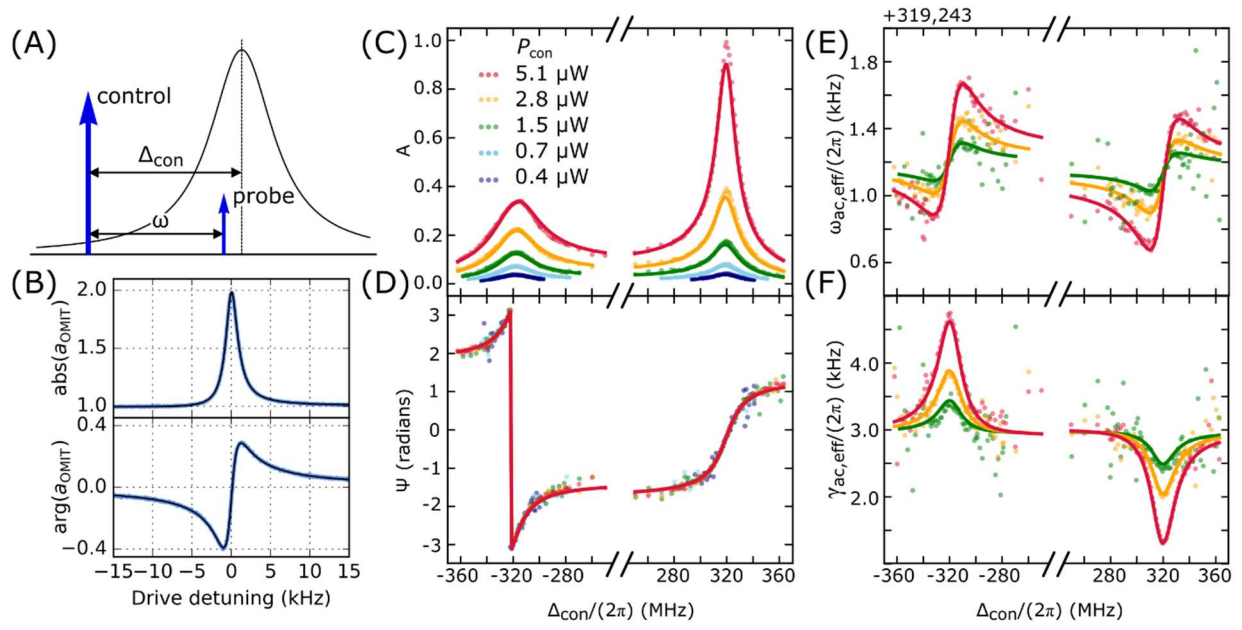 (A)
control
Δcon
probe
ω
(B)
2.0
1.5
1.0
abs(aOMIT)
0.4
0.0
−0.4
arg(aOMIT)
−15 −10 −5 0 5 10 15
Drive detuning (kHz)
(C)
1.0
0.8
0.6
0.4
0.2
0.0
A
Pcon
5.1 μW
2.8 μW
1.5 μW
0.7 μW
0.4 μW
(D)
3
2
1
0
-1
-2
-3
Ψ (radians)
-360 -320 -280 280 320 360
Δcon/(2π) (MHz)
+319,243
(E)
1.8
1.4
1.0
0.6
ωac,eff/(2π) (kHz)
(F)
4.0
3.0
2.0
γac,eff/(2π) (kHz)
-360 -320 -280 280 320 360
Δcon/(2π) (MHz)